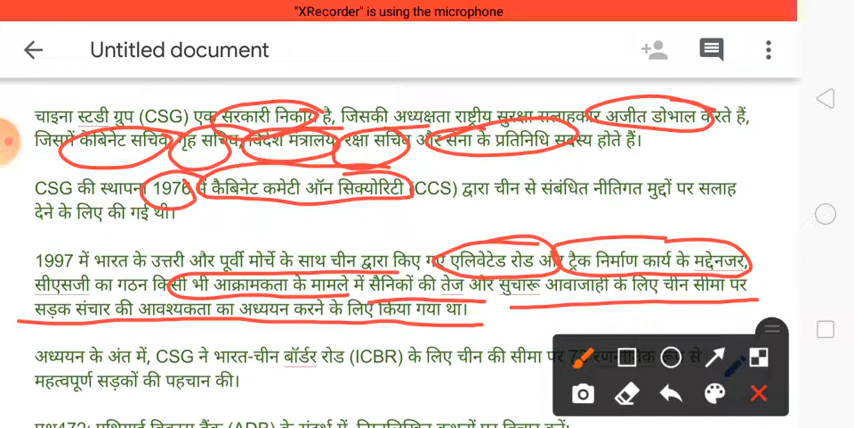 "XRecorder" is using the microphone
Untitled document
चाइना स्टडी ग्रुप (CSG) एक सरकारी निकाय है, जिसकी अध्यक्षता राष्ट्रीय सुरक्षा सलाहकार अजीत डोभाल करते हैं,
जिसमें कैबिनेट सचिव, गृह सचिव, विदेश मंत्रालय, रक्षा सचिव और सेना के प्रतिनिधि सदस्य होते हैं।
CSG की स्थापना 1976 में कैबिनेट कमेटी ऑन सिक्योरिटी (CCS) द्वारा चीन से संबंधित नीतिगत मुद्दों पर सलाह
देने के लिए की गई थी।
1997 में भारत के उत्तरी और पूर्वी मोर्चे के साथ चीन द्वारा किए गए एलिवेटेड रोड और ट्रैक निर्माण कार्य के मद्देनजर,
सीएसजी का गठन किसी भी आक्रामकता के मामले में सैनिकों की तेज और सुचारू आवाजाही के लिए चीन सीमा पर
सड़क संचार की आवश्यकता का अध्ययन करने के लिए किया गया था।
अध्ययन के अंत में, CSG ने भारत-चीन बॉर्डर रोड (ICBR) के लिए चीन की सीमा पर रणनीतिक रूप से
महत्वपूर्ण सड़कों की पहचान की।